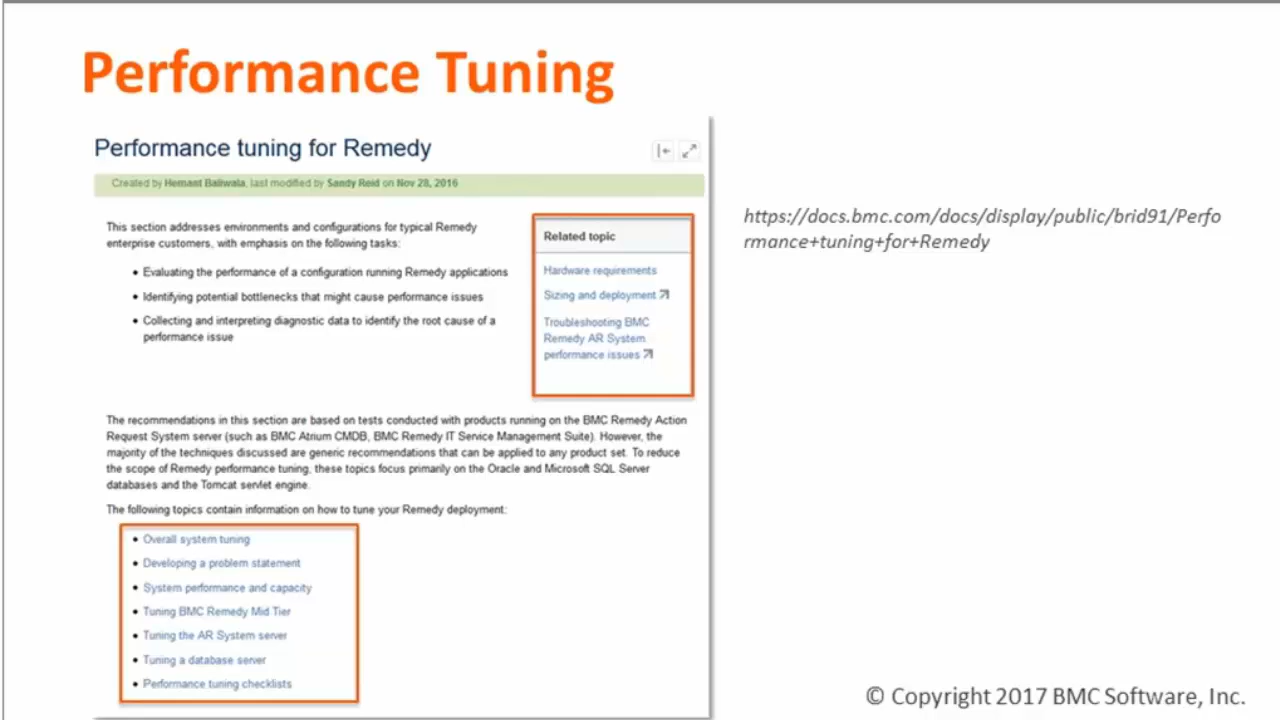 Performance Tuning
Performance tuning for Remedy
Created by Hemant Baliwala, last modified by Sandy Reid on Nov 28, 2016
This section addresses environments and configurations for typical Remedy
enterprise customers, with emphasis on the following tasks:
• Evaluating the performance of a configuration running Remedy applications
• Identifying potential bottlenecks that might cause performance issues
• Collecting and interpreting diagnostic data to identify the root cause of a
performance issue
Related topic
Hardware requirements
Sizing and deployment
Troubleshooting BMC
Remedy AR System
performance issues
https://docs.bmc.com/docs/display/public/brid91/Perfo
rmance+tuning+for+Remedy
The recommendations in this section are based on tests conducted with products running on the BMC Remedy Action
Request System server (such as BMC Atrium CMDB, BMC Remedy IT Service Management Suite). However, the
majority of the techniques discussed are generic recommendations that can be applied to any product set. To reduce
the scope of Remedy performance tuning, these topics focus primarily on the Oracle and Microsoft SQL Server
databases and the Tomcat servlet engine.
The following topics contain information on how to tune your Remedy deployment:
• Overall system tuning
• Developing a problem statement
• System performance and capacity
• Tuning BMC Remedy Mid Tier
• Tuning the AR System server
• Tuning a database server
• Performance tuning checklists
© Copyright 2017 BMC Software, Inc.